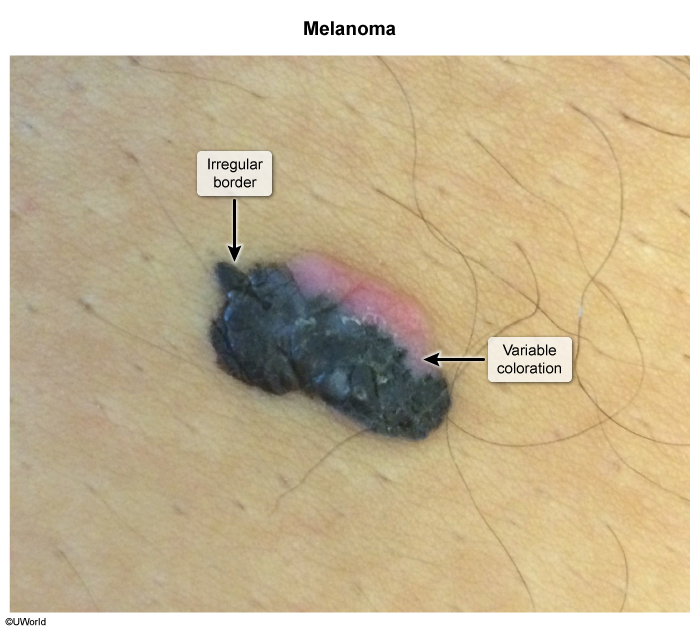 Melanoma
Irregular
border
Variable
coloration
©UWorld